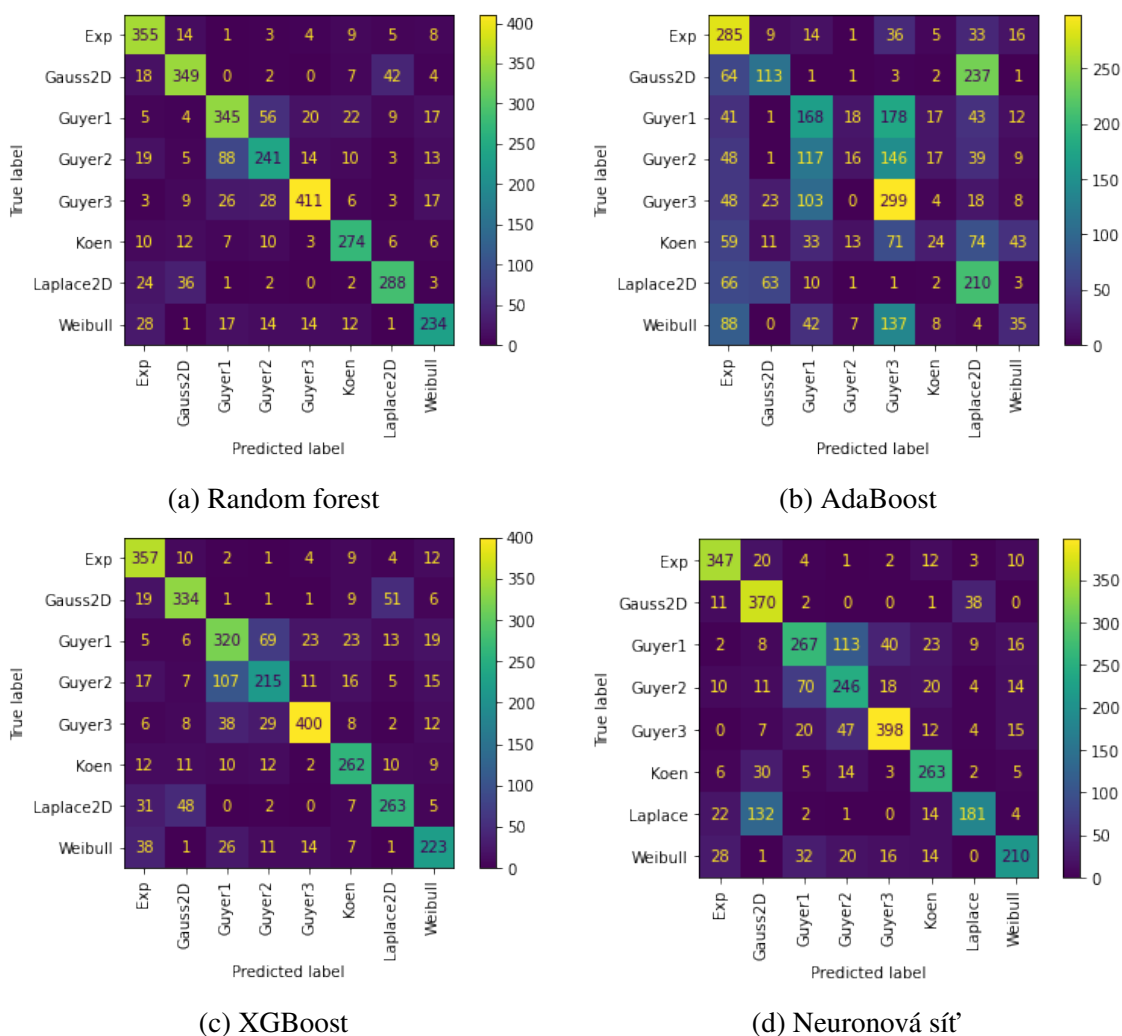 Exp 355 14 1 3 4 9 5 8
Gauss2D 18 349 0 2 0 7 42 4
Guyer1 5 4 345 56 20 22 9 17
Guyer2 19 5 88 241 14 10 3 13
Guyer3 3 9 26 28 411 6 3 17
Koen 10 12 7 10 3 274 6 6
Laplace2D 24 36 1 2 0 2 288 3
Weibull 28 1 17 14 14 12 1 234
True label
Exp Gauss2D Guyer1 Guyer2 Guyer3 Koen Laplace2D Weibull
Predicted label
400
350
300
250
200
150
100
50
0
(a) Random forest
Exp 285 9 14 1 36 5 33 16
Gauss2D 64 113 1 1 3 2 237 1
Guyer1 41 1 168 18 178 17 43 12
Guyer2 48 1 117 16 146 17 39 9
Guyer3 48 23 103 0 299 4 18 8
Koen 59 11 33 13 71 24 74 43
Laplace2D 66 63 10 1 1 2 210 3
Weibull 88 0 42 7 137 8 4 35
True label
Exp Gauss2D Guyer1 Guyer2 Guyer3 Koen Laplace2D Weibull
Predicted label
250
200
150
100
50
0
(b) AdaBoost
Exp 357 10 2 1 4 9 4 12
Gauss2D 19 334 1 1 1 9 51 6
Guyer1 5 6 320 69 23 23 13 19
Guyer2 17 7 107 215 11 16 5 15
Guyer3 6 8 38 29 400 8 2 12
Koen 12 11 10 12 2 262 10 9
Laplace2D 31 48 0 2 0 7 263 5
Weibull 38 1 26 11 14 7 1 223
True label
Exp Gauss2D Guyer1 Guyer2 Guyer3 Koen Laplace2D Weibull
Predicted label
400
350
300
250
200
150
100
50
0
(c) XGBoost
Exp 347 20 4 1 2 12 3 10
Gauss2D 11 370 2 0 0 1 38 0
Guyer1 2 8 267 113 40 23 9 16
Guyer2 10 11 70 246 18 20 4 14
Guyer3 0 7 20 47 398 12 4 15
Koen 6 30 5 14 3 263 2 5
Laplace 22 132 2 1 0 14 181 4
Weibull 28 1 32 20 16 14 0 210
True label
Exp Gauss2D Guyer1 Guyer2 Guyer3 Koen Laplace Weibull
Predicted label
350
300
250
200
150
100
50
0
(d) Neuronová síť